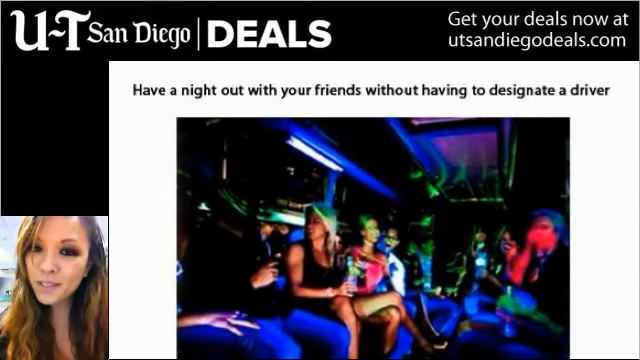 U-T San Diego | DEALS
Get your deals now at
utsandiegodeals.com
Have a night out with your friends without having to designate a driver